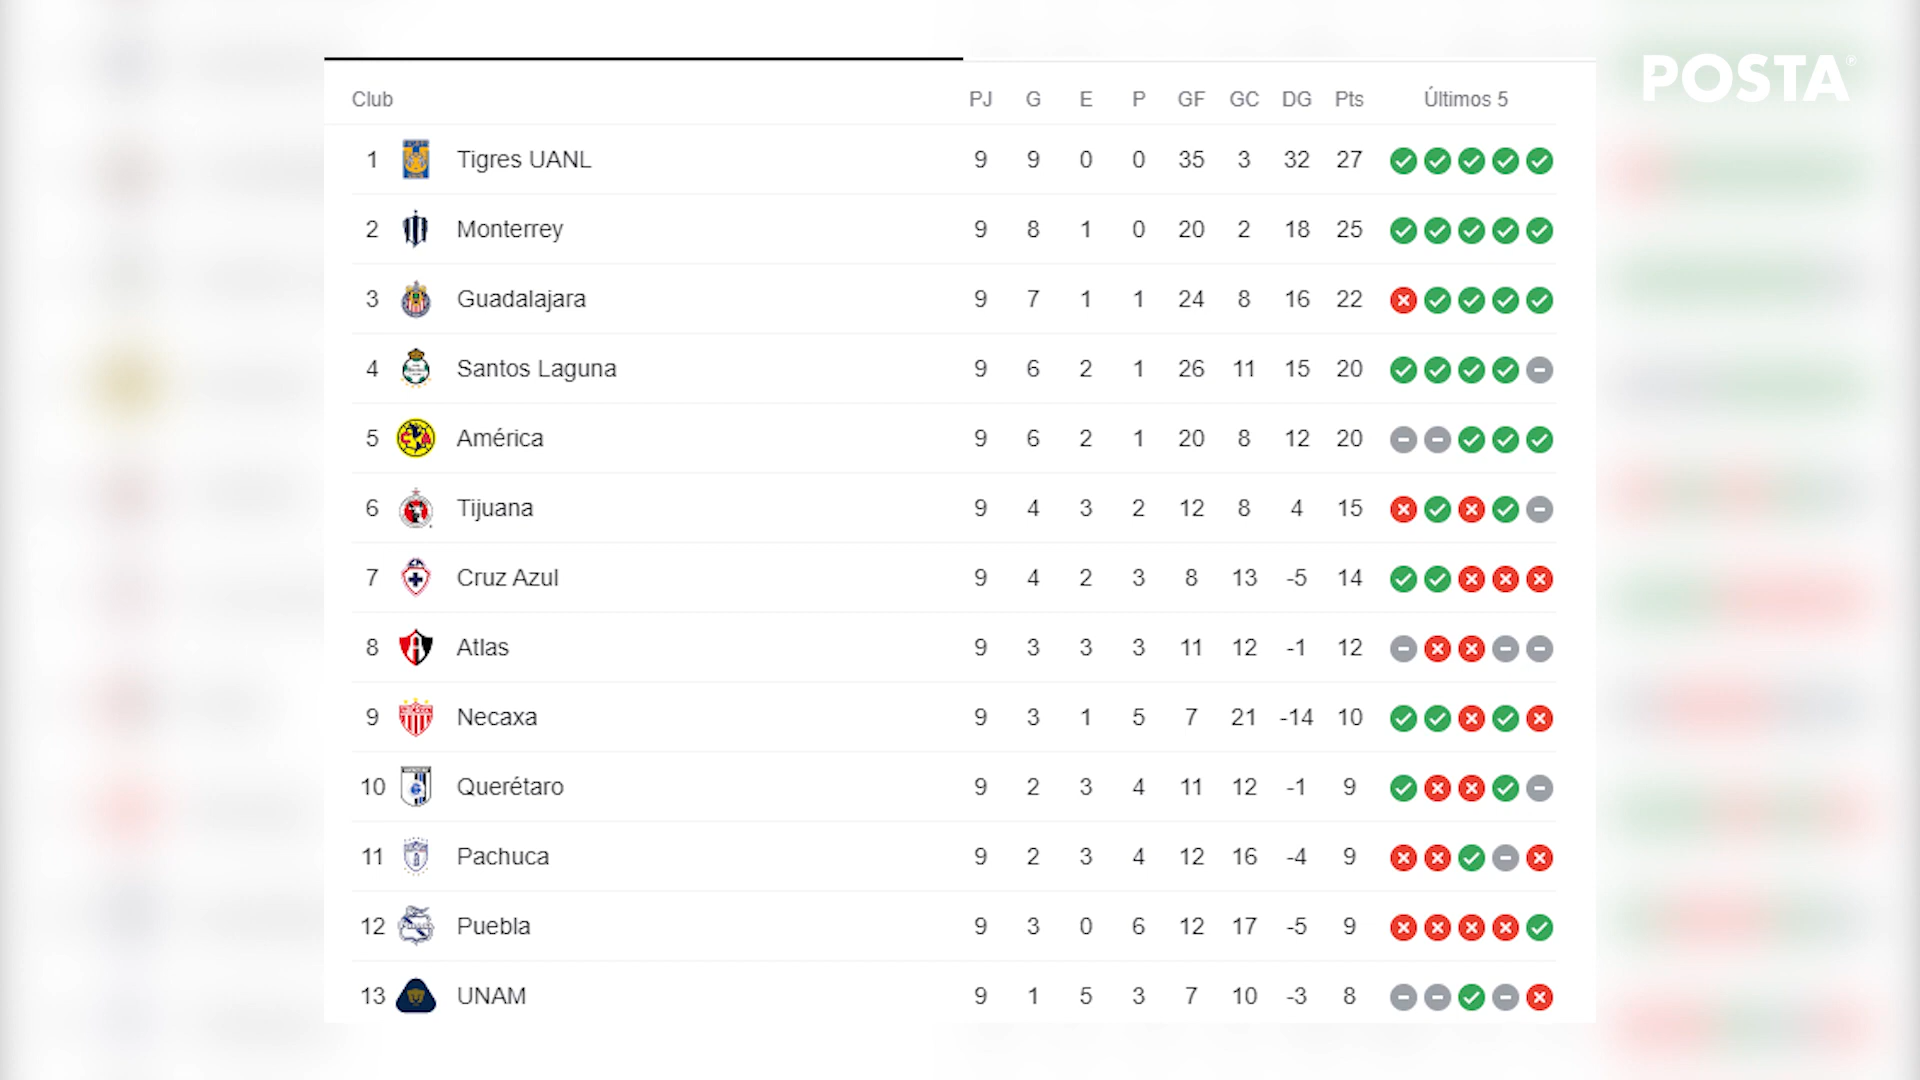 POSTA
Club PJ G E P GF GC DG Pts Últimos 5
1 Tigres UANL 9 9 0 0 35 3 32 27
2 Monterrey 9 8 1 0 20 2 18 25
3 Guadalajara 9 7 1 1 24 8 16 22
4 Santos Laguna 9 6 2 1 26 11 15 20
5 América 9 6 2 1 20 8 12 20
6 Tijuana 9 4 3 2 12 8 4 15
7 Cruz Azul 9 4 2 3 8 13 -5 14
8 Atlas 9 3 3 3 11 12 -1 12
9 Necaxa 9 3 1 5 7 21 -14 10
10 Querétaro 9 2 3 4 11 12 -1 9
11 Pachuca 9 2 3 4 12 16 -4 9
12 Puebla 9 3 0 6 12 17 -5 9
13 UNAM 9 1 5 3 7 10 -3 8